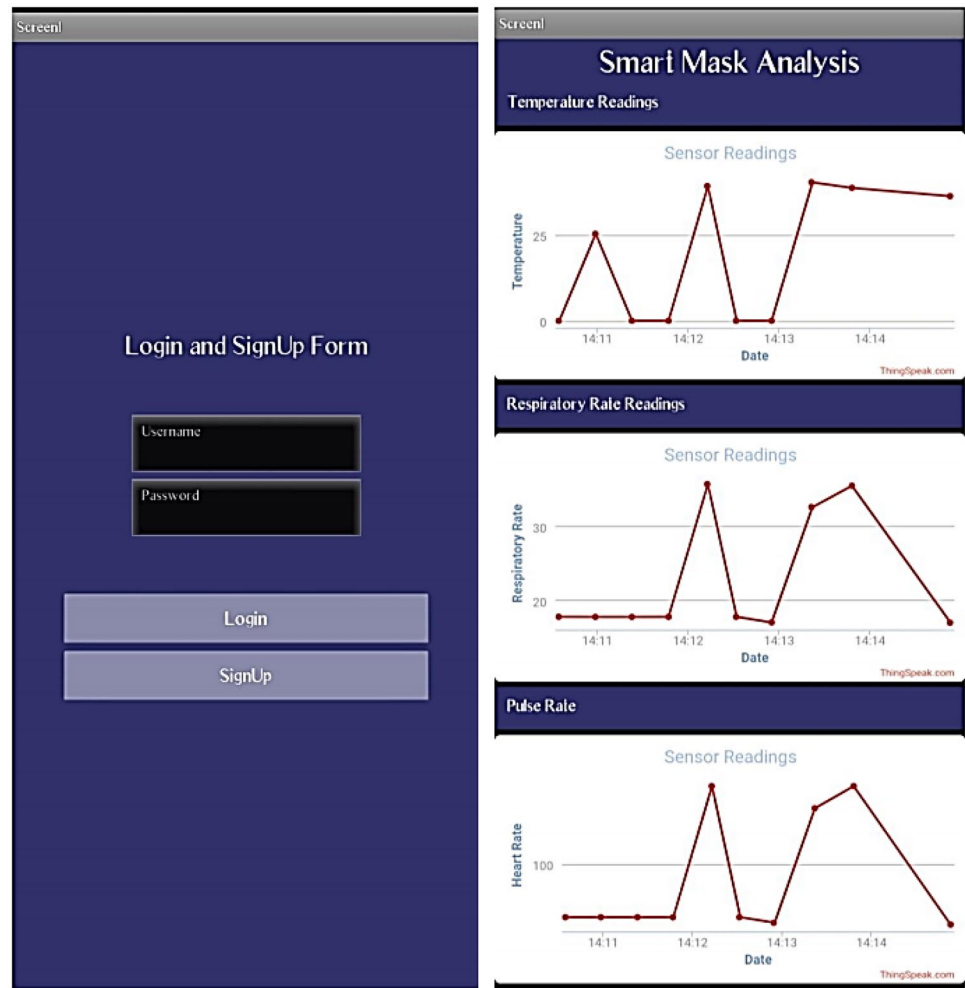 Screen1
Login and SignUp Form
Username
Password
Login
SignUp
Screen1
Smart Mask Analysis
Temperature Readings
Sensor Readings
Temperature
25
0
14:11 14:12 14:13 14:14
Date
ThingSpeak.com
Respiratory Rate Readings
Sensor Readings
Respiratory Rate
30
20
14:11 14:12 14:13 14:14
Date
ThingSpeak.com
Pulse Rate
Sensor Readings
Heart Rate
100
14:11 14:12 14:13 14:14
Date
ThingSpeak.com